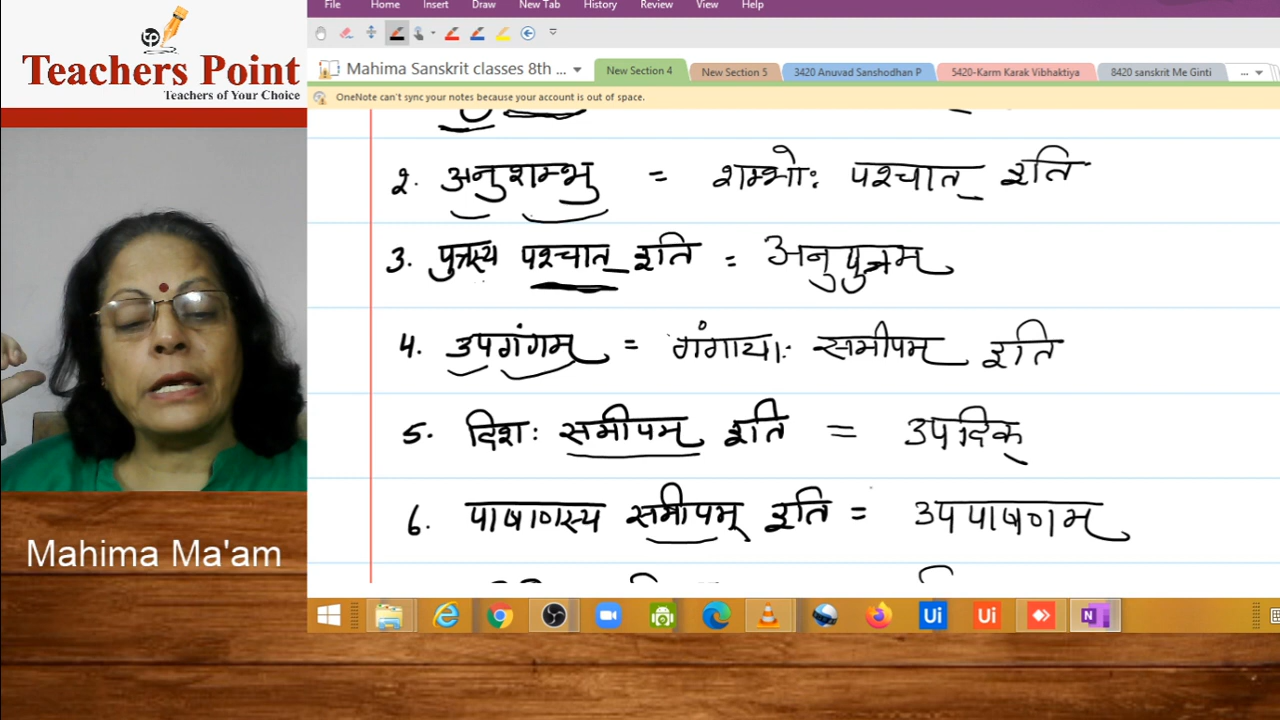 Teachers Point
Teachers of Your Choice
File Home Insert Draw New Tab History Review View Help
Mahima Sanskrit classes 8th ... New Section 4 New Section 5 3420 Anuvad Sanshodhan P 5420-Karm Karak Vibhaktiya 8420 sanskrit Me Ginti ...
OneNote can't sync your notes because your account is out of space.
२. अनुशम्भु = शम्भोः पश्चात् इति
३. पुत्रस्य पश्चात् इति = अनुपुत्रम्
4. उपगंगम् = गंगायाः समीपम् इति
5. दिशः समीपम् इति = उपदिक्
6. पाषाणस्य समीपम् इति = उपपाषाणम्
Mahima Ma'am
Ui Ui N